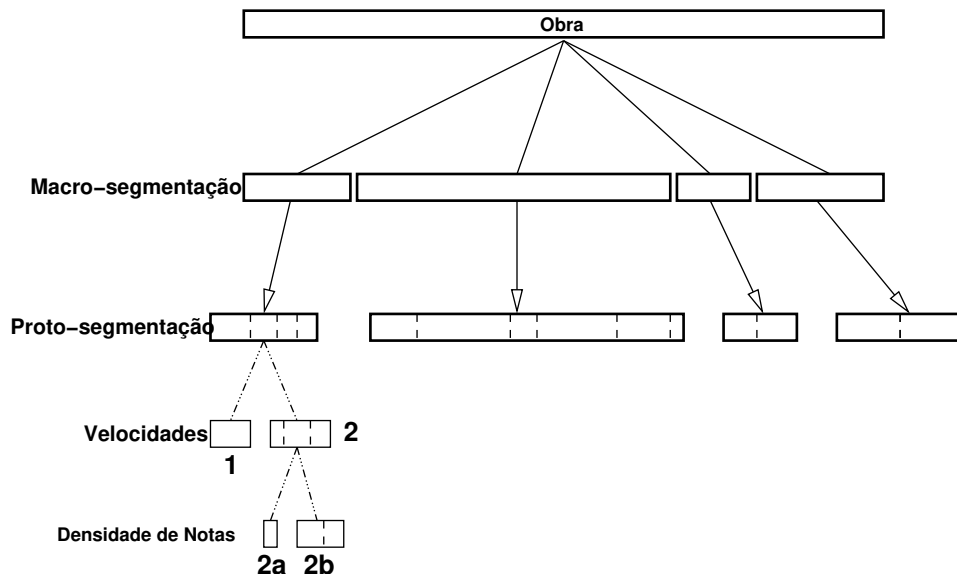 Obra
Macro−segmentação
Proto−segmentação
Velocidades
2
1
Densidade de Notas
2a
2b